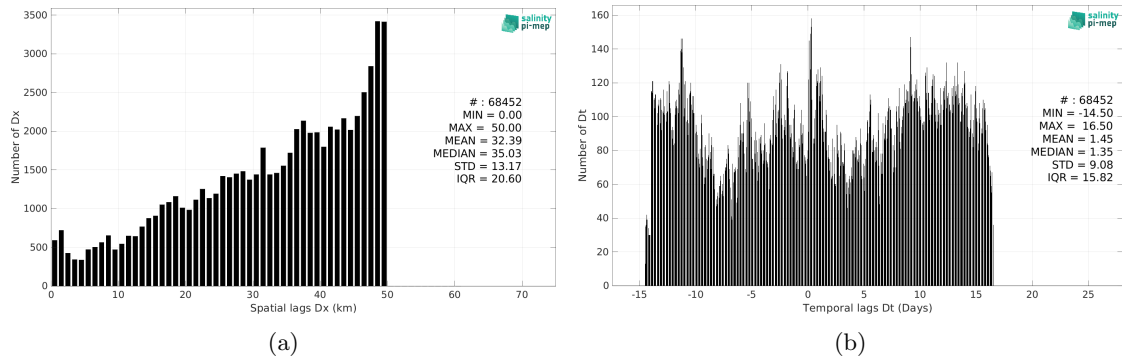 salinity
pi-mep
3500
3000
2500
2000
1500
1000
500
0
Number of Dx
# : 68452
MIN = 0.00
MAX = 50.00
MEAN = 32.39
MEDIAN = 35.03
STD = 13.17
IQR = 20.60
0 10 20 30 40 50 60 70
Spatial lags Dx (km)
(a)
salinity
pi-mep
160
140
120
100
80
60
40
20
0
Number of Dt
# : 68452
MIN = -14.50
MAX = 16.50
MEAN = 1.45
MEDIAN = 1.35
STD = 9.08
IQR = 15.82
-15 -10 -5 0 5 10 15 20 25
Temporal lags Dt (Days)
(b)